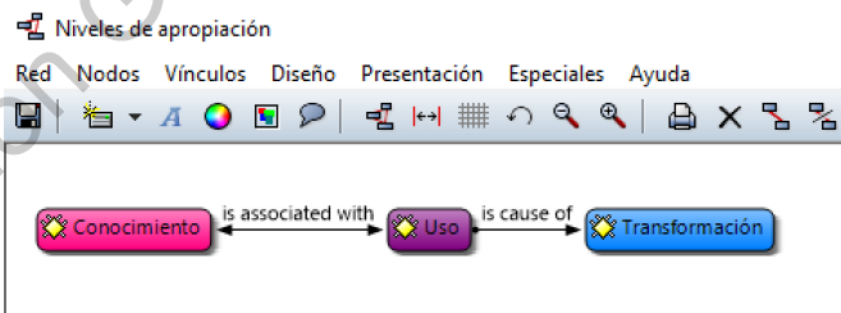 Niveles de apropiación
Red Nodos Vínculos Diseño Presentación Especiales Ayuda
Conocimiento is associated with Uso is cause of Transformación